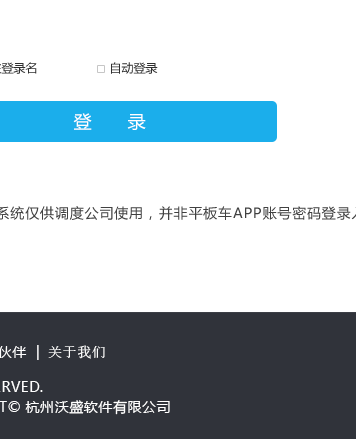 登录名 自动登录
登 录
系统仅供调度公司使用，并非平板车APP账号密码登录
伙伴 | 关于我们
RVED.
T© 杭州沃盛软件有限公司